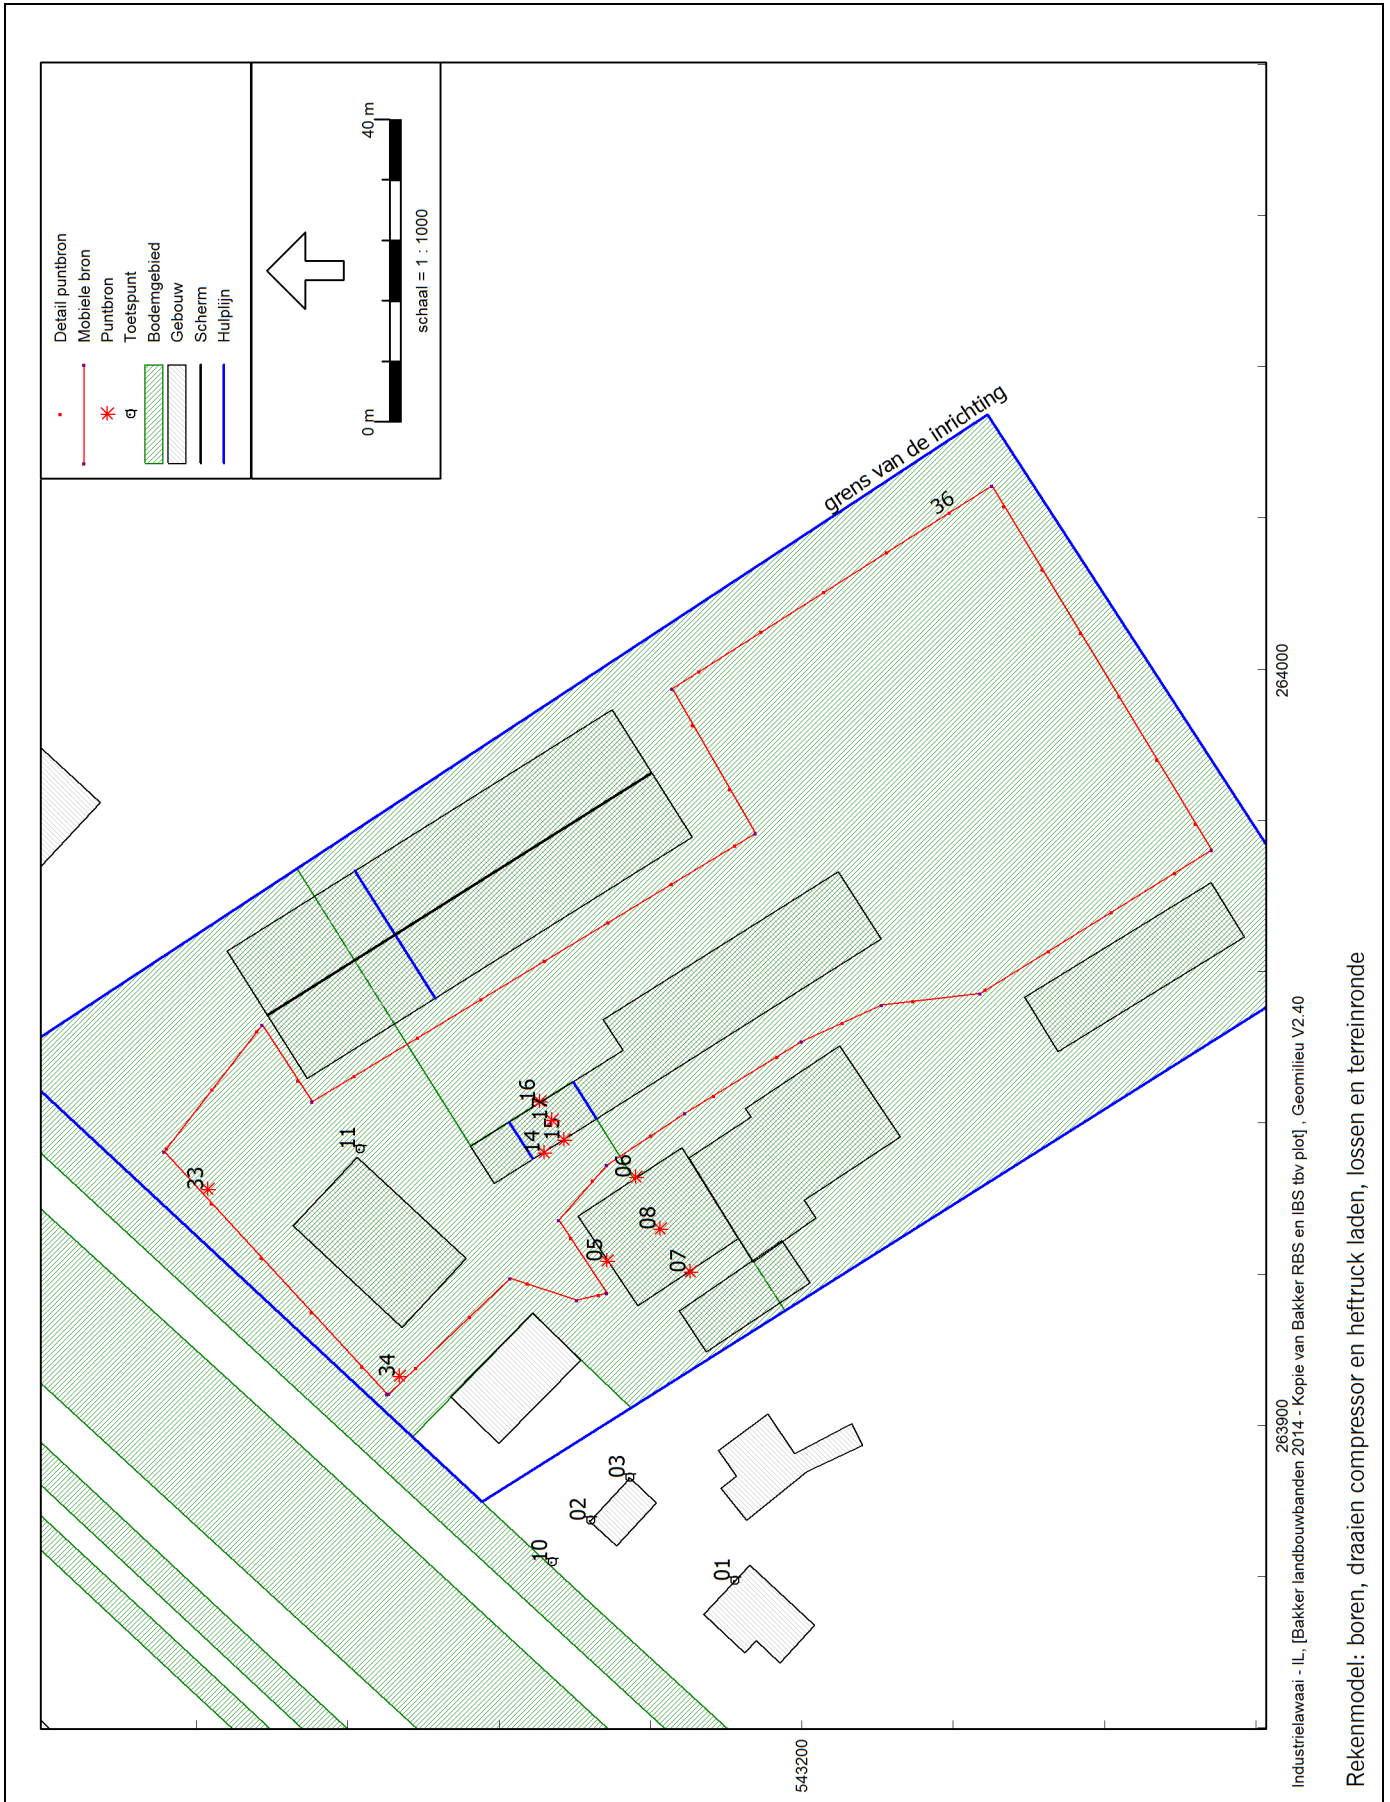 Detail puntbron
Mobiele bron
Puntbron
Toetspunt
Bodemgebied
Gebouw
Scherm
Hulplijn
0 m
40 m
schaal = 1 : 1000
grens van de inrichting
36
33
11
34
16
17
14
15
06
08
05
07
03
02
10
01
264000
263900
543200
Industrielawaai - IL, [Bakker landbouwbanden 2014 - Kopie van Bakker RBS en IBS tbv plot] , Geomilieu V2.40
Rekenmodel: boren, draaien compressor en heftruck laden, lossen en terreinronde